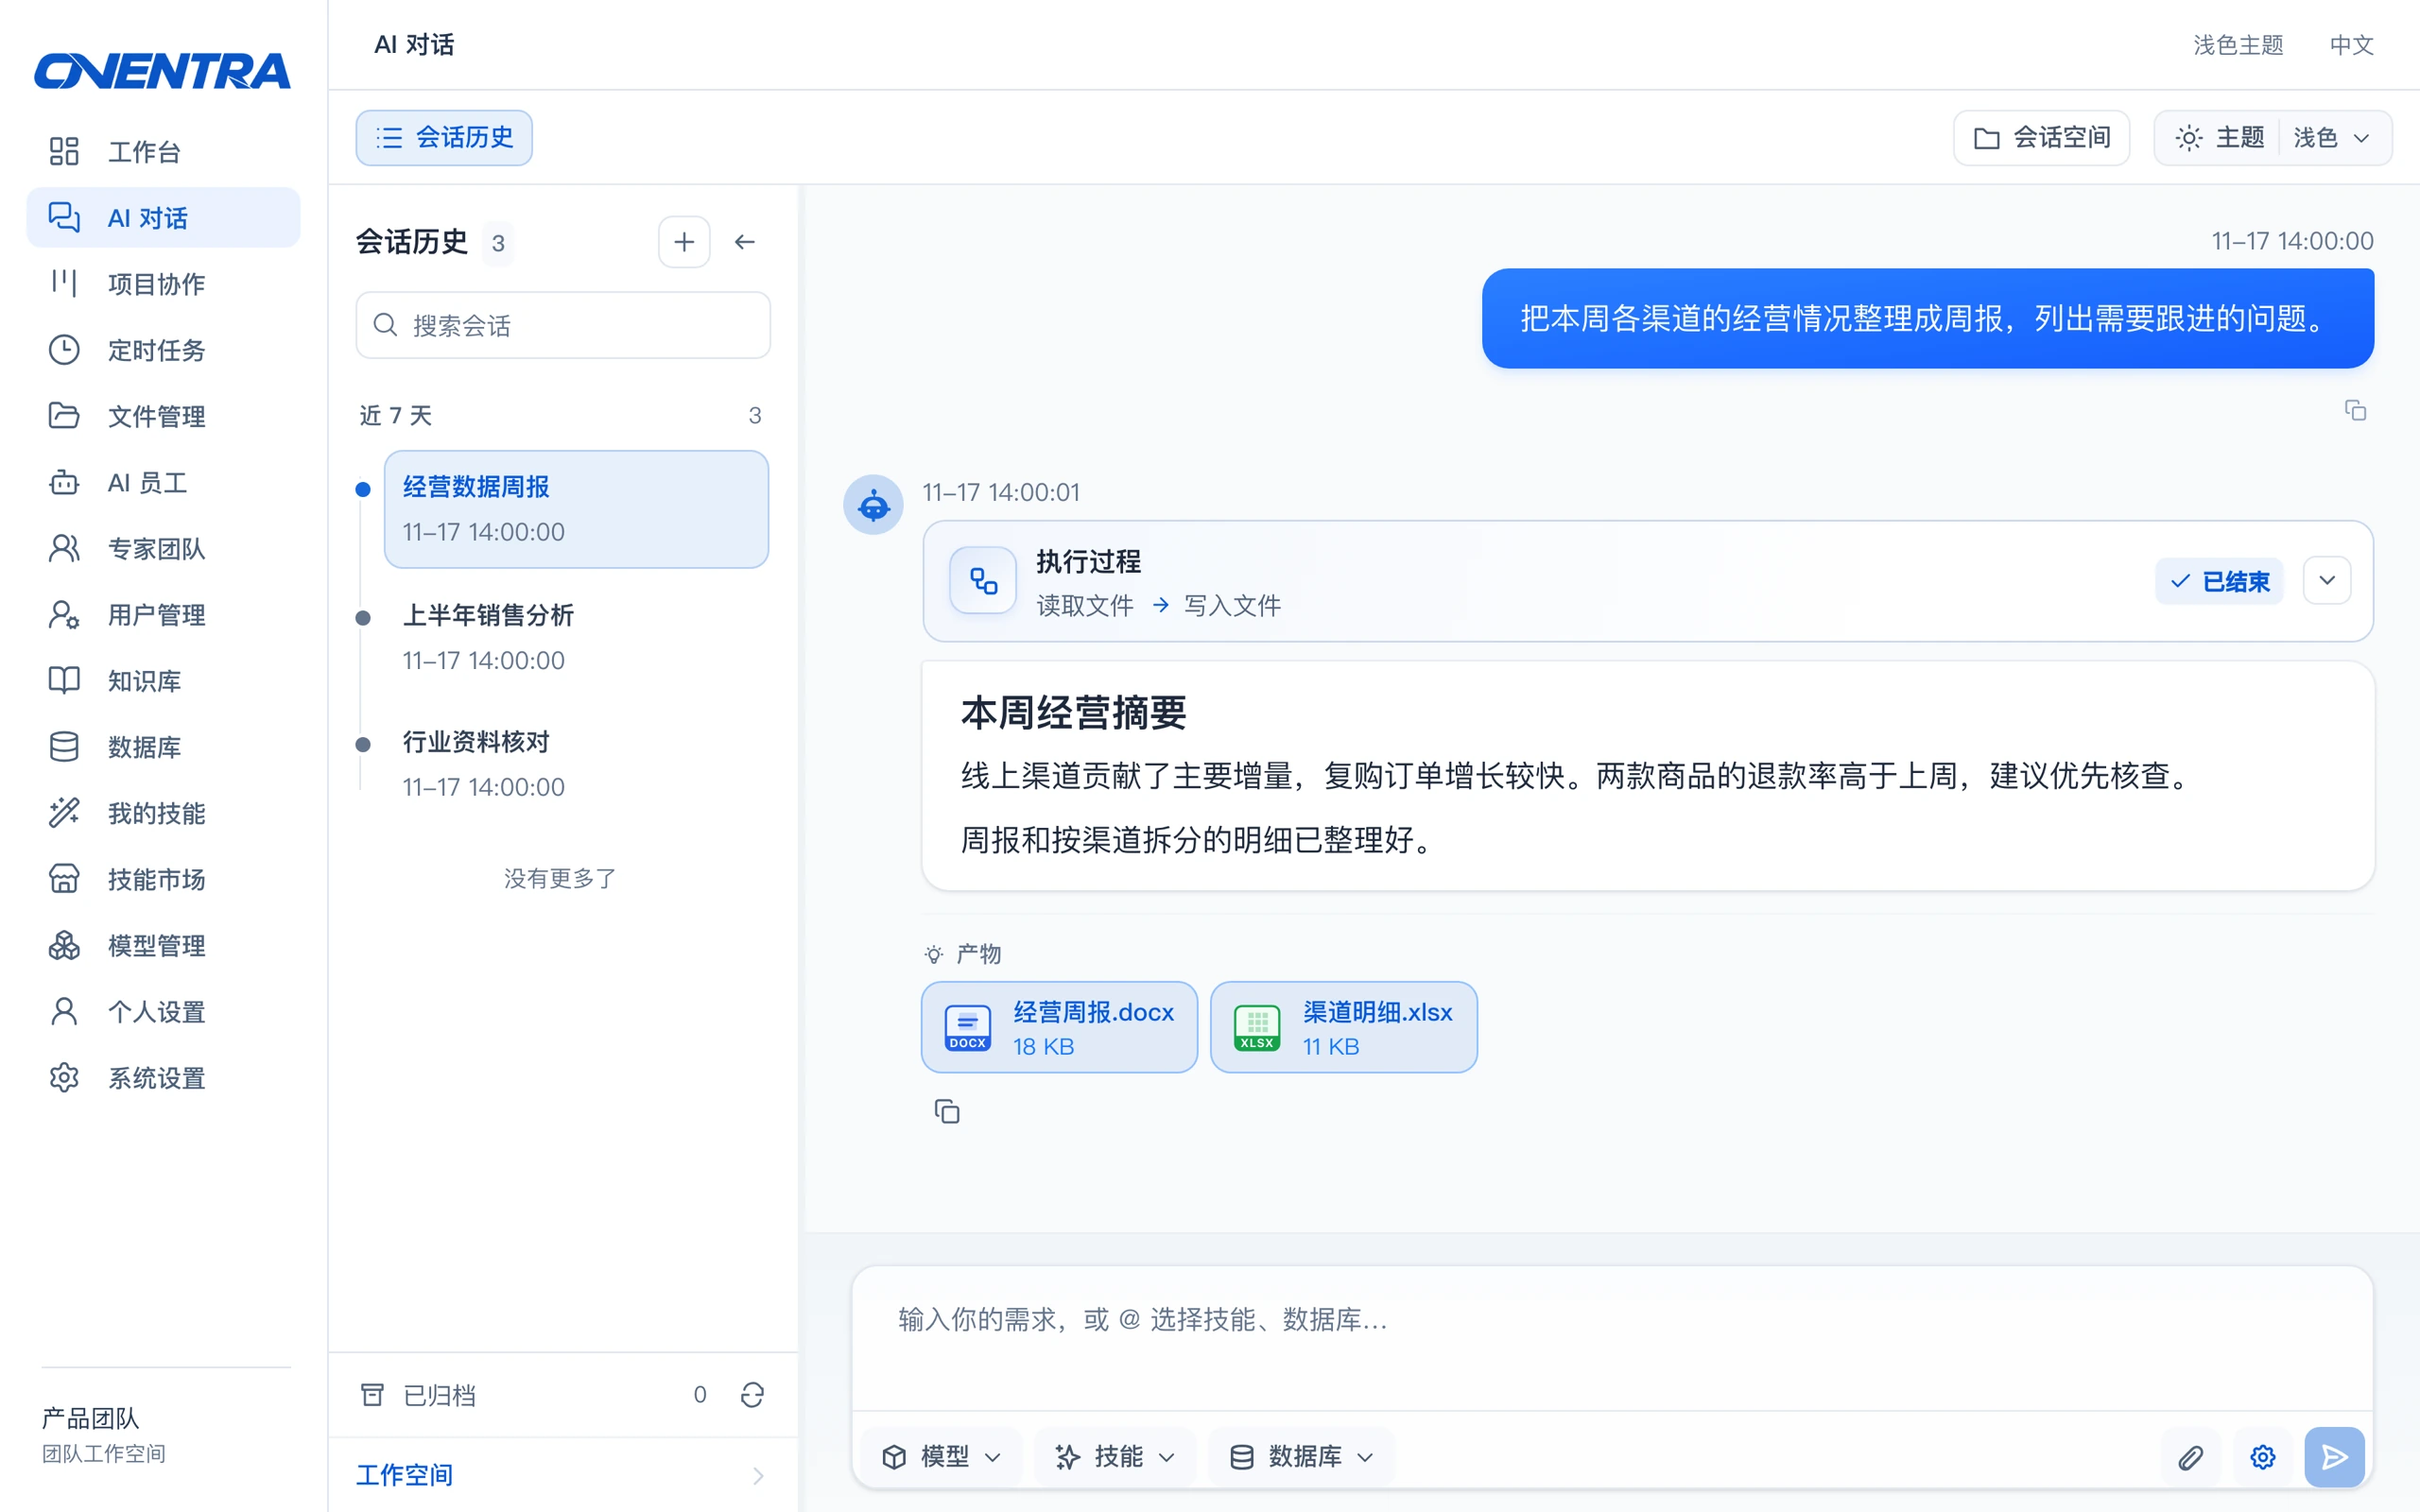 ONENTRA
工作台
AI 对话
项目协作
定时任务
文件管理
AI 员工
专家团队
用户管理
知识库
数据库
我的技能
技能市场
模型管理
个人设置
系统设置
产品团队
团队工作空间
AI 对话
浅色主题
中文
会话历史
会话空间
主题
浅色
会话历史 3
搜索会话
近 7 天 3
经营数据周报
11–17 14:00:00
上半年销售分析
11–17 14:00:00
行业资料核对
11–17 14:00:00
没有更多了
已归档 0
工作空间
11–17 14:00:00
把本周各渠道的经营情况整理成周报，列出需要跟进的问题。
11–17 14:00:01
执行过程
读取文件 → 写入文件
已结束
本周经营摘要
线上渠道贡献了主要增量，复购订单增长较快。两款商品的退款率高于上周，建议优先核查。
周报和按渠道拆分的明细已整理好。
产物
DOCX
经营周报.docx
18 KB
XLSX
渠道明细.xlsx
11 KB
输入你的需求，或 @ 选择技能、数据库...
模型
技能
数据库